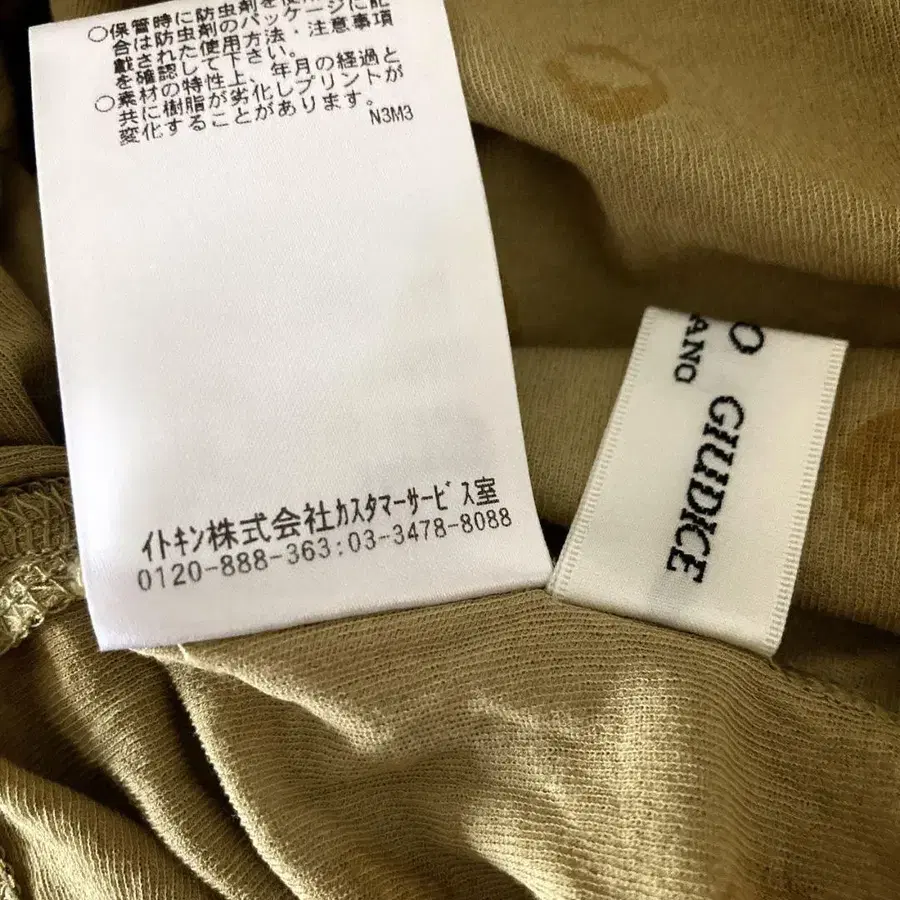 ○保管時に防虫剤を使用
合は防虫剤のパッケージに記
載された使用方法・注意事項
を確認して下さい。
○素材の特性上、年月の経過と
共に樹脂が劣化しプリントが
変化することがあります。
N3M3
イトキン株式会社カスタマーサービス室
0120-888-363:03-3478-8088
O GIUDICE
ANO